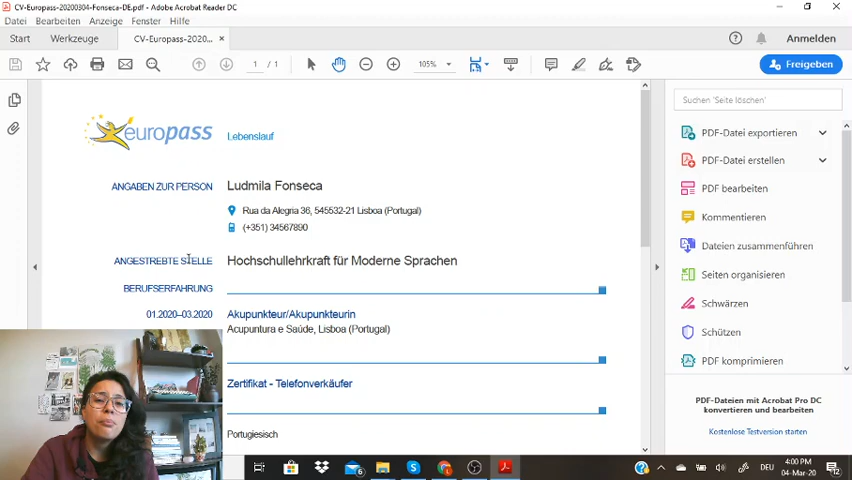 CV-Europass-20200304-Fonseca-DE.pdf - Adobe Acrobat Reader DC
Datei Bearbeiten Anzeige Fenster Hilfe
Start Werkzeuge CV-Europass-2020... × Anmelden
1 / 1 105% Freigeben
europass Lebenslauf
ANGABEN ZUR PERSON Ludmila Fonseca
Rua da Alegria 36, 545532-21 Lisboa (Portugal)
(+351) 34567890
ANGESTREBTE STELLE Hochschullehrkraft für Moderne Sprachen
BERUFSERFAHRUNG
01.2020–03.2020 Akupunkteur/Akupunkteurin
Acupuntura e Saúde, Lisboa (Portugal)
Zertifikat - Telefonverkäufer
Portugiesisch
Suchen 'Seite löschen'
PDF-Datei exportieren
PDF-Datei erstellen
PDF bearbeiten
Kommentieren
Dateien zusammenführen
Seiten organisieren
Schwärzen
Schützen
PDF komprimieren
PDF-Dateien mit Acrobat Pro DC
konvertieren und bearbeiten
Kostenlose Testversion starten
DEU
4:00 PM
04-Mar-20